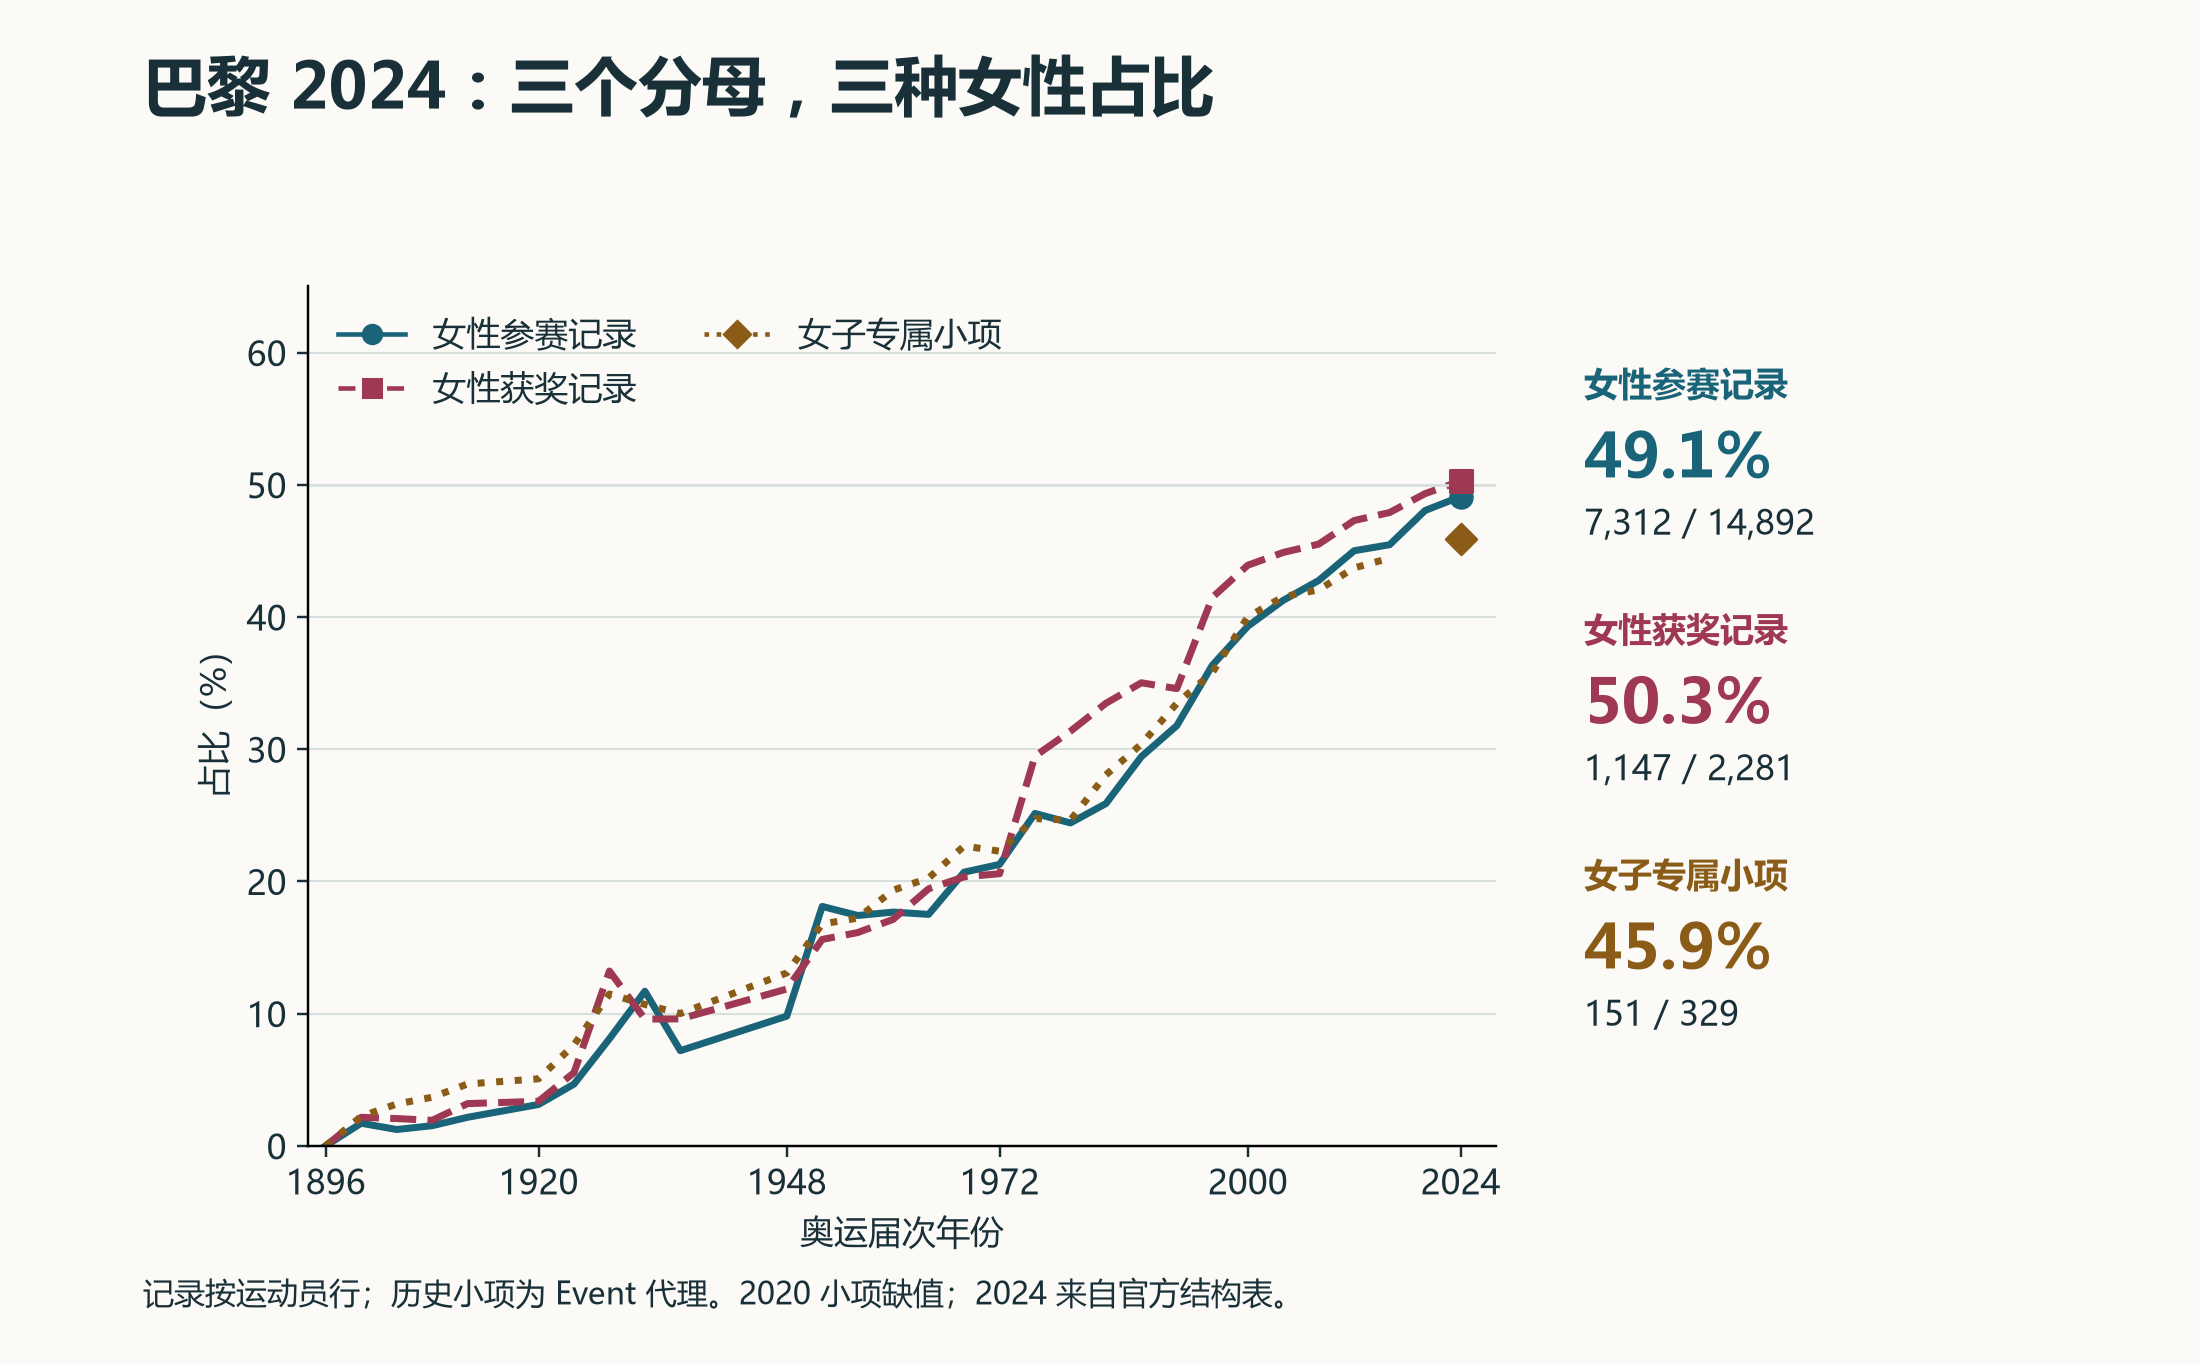 巴黎 2024：三个分母，三种女性占比
女性参赛记录
女子专属小项
女性获奖记录
60
50
40
30
20
10
0
占比（%）
1896
1920
1948
1972
2000
2024
奥运届次年份
女性参赛记录
49.1%
7,312 / 14,892
女性获奖记录
50.3%
1,147 / 2,281
女子专属小项
45.9%
151 / 329
记录按运动员行；历史小项为 Event 代理。2020 小项缺值；2024 来自官方结构表。